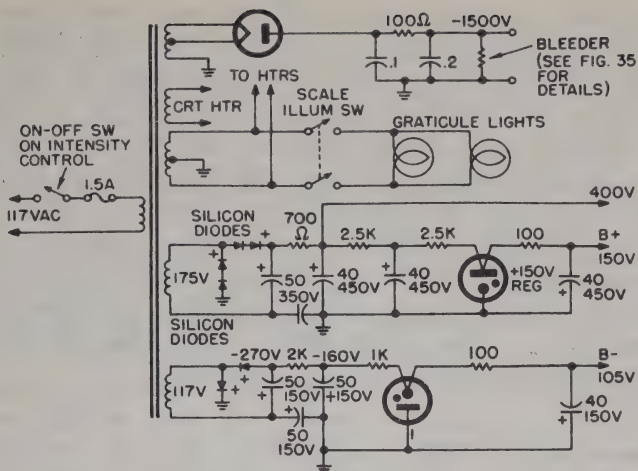 100Ω
-1500V
.1
.2
BLEEDER
(SEE FIG. 35
FOR
DETAILS)
TO HTRS
CRT HTR
SCALE
ILLUM SW
GRATICULE LIGHTS
ON-OFF SW
ON INTENSITY
CONTROL
1.5A
117VAC
SILICON
DIODES
+
700
Ω
400V
2.5K
2.5K
100
B+
150V
175V
+
+
50
350V
+
40
450V
+
40
450V
+150V
REG
40
450V
+
SILICON
DIODES
-270V
2K
-160V
1K
100
B-
105V
117V
+
+
50
150V
+
50
+150V
+
50
150V
1
40
150V
+